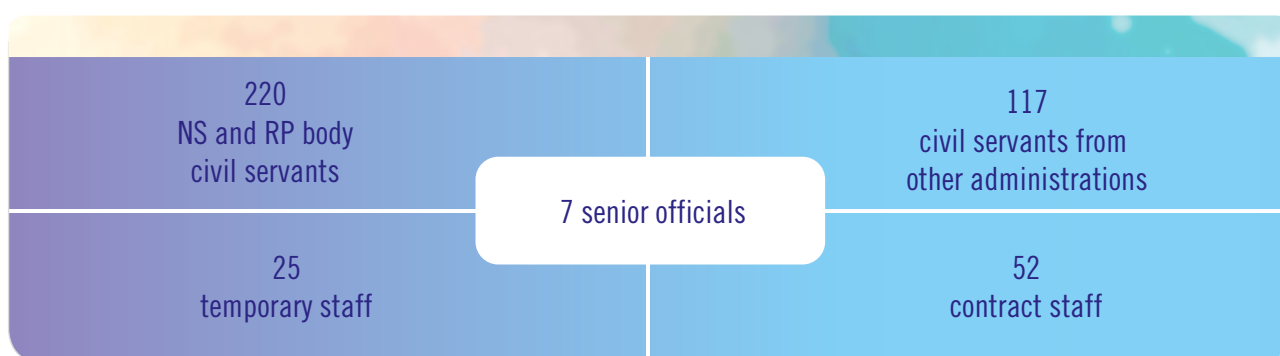 220
NS and RP body
civil servants
117
civil servants from
other administrations
7 senior officials
25
temporary staff
52
contract staff